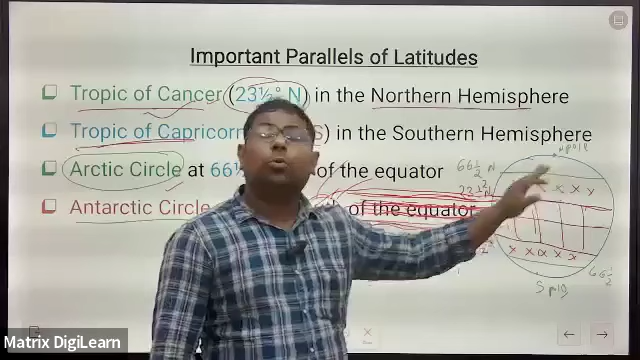 Important Parallels of Latitudes
Tropic of Cancer (23½° N) in the Northern Hemisphere
Tropic of Capricorn S) in the Southern Hemisphere
Arctic Circle at 66½ of the equator
Antarctic Circle of the equator
N pole
66½ N
x x y
x x x x x
66½
S
Matrix DigiLearn